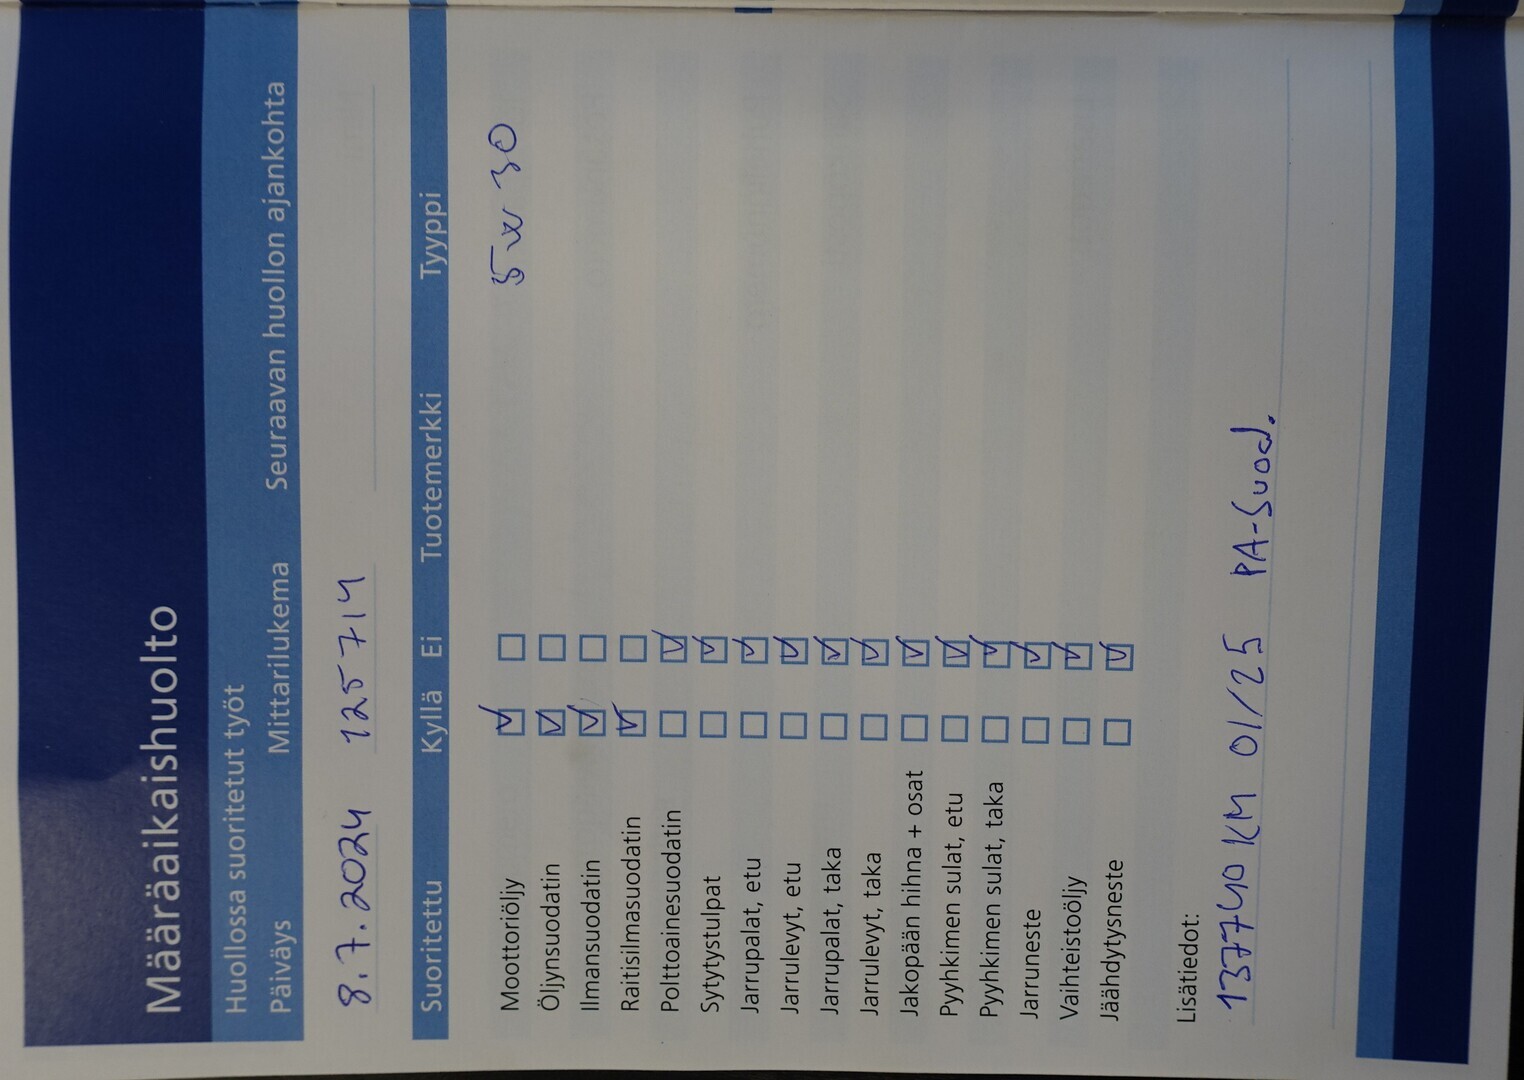 Määräaikaishuolto
Huollossa suoritetut työt
Päiväys Mittarilukema Seuraavan huollon ajankohta
8.7.2024 125714
Suoritettu Kyllä Ei Tuotemerkki Tyyppi
Moottoriöljy 5w30
Öljynsuodatin
Ilmansuodatin
Raitisilmasuodatin
Polttoainesuodatin
Sytytystulpat
Jarrupalat, etu
Jarrulevyt, etu
Jarrupalat, taka
Jarrulevyt, taka
Jakopään hihna + osat
Pyyhkimen sulat, etu
Pyyhkimen sulat, taka
Jarruneste
Vaihteistoöljy
Jäähdytysneste
Lisätiedot:
137740 KM 01/25 PA-Suod.